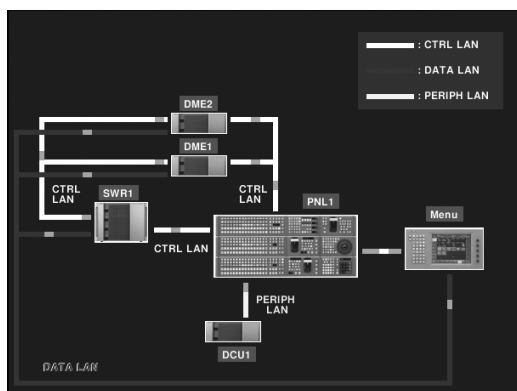 : CTRL LAN
: DATA LAN
: PERIPH LAN
DME2
DME1
CTRL
LAN
SWR1
CTRL
LAN
PNL1
Menu
CTRL LAN
PERIPH
LAN
DCU1
DATA LAN